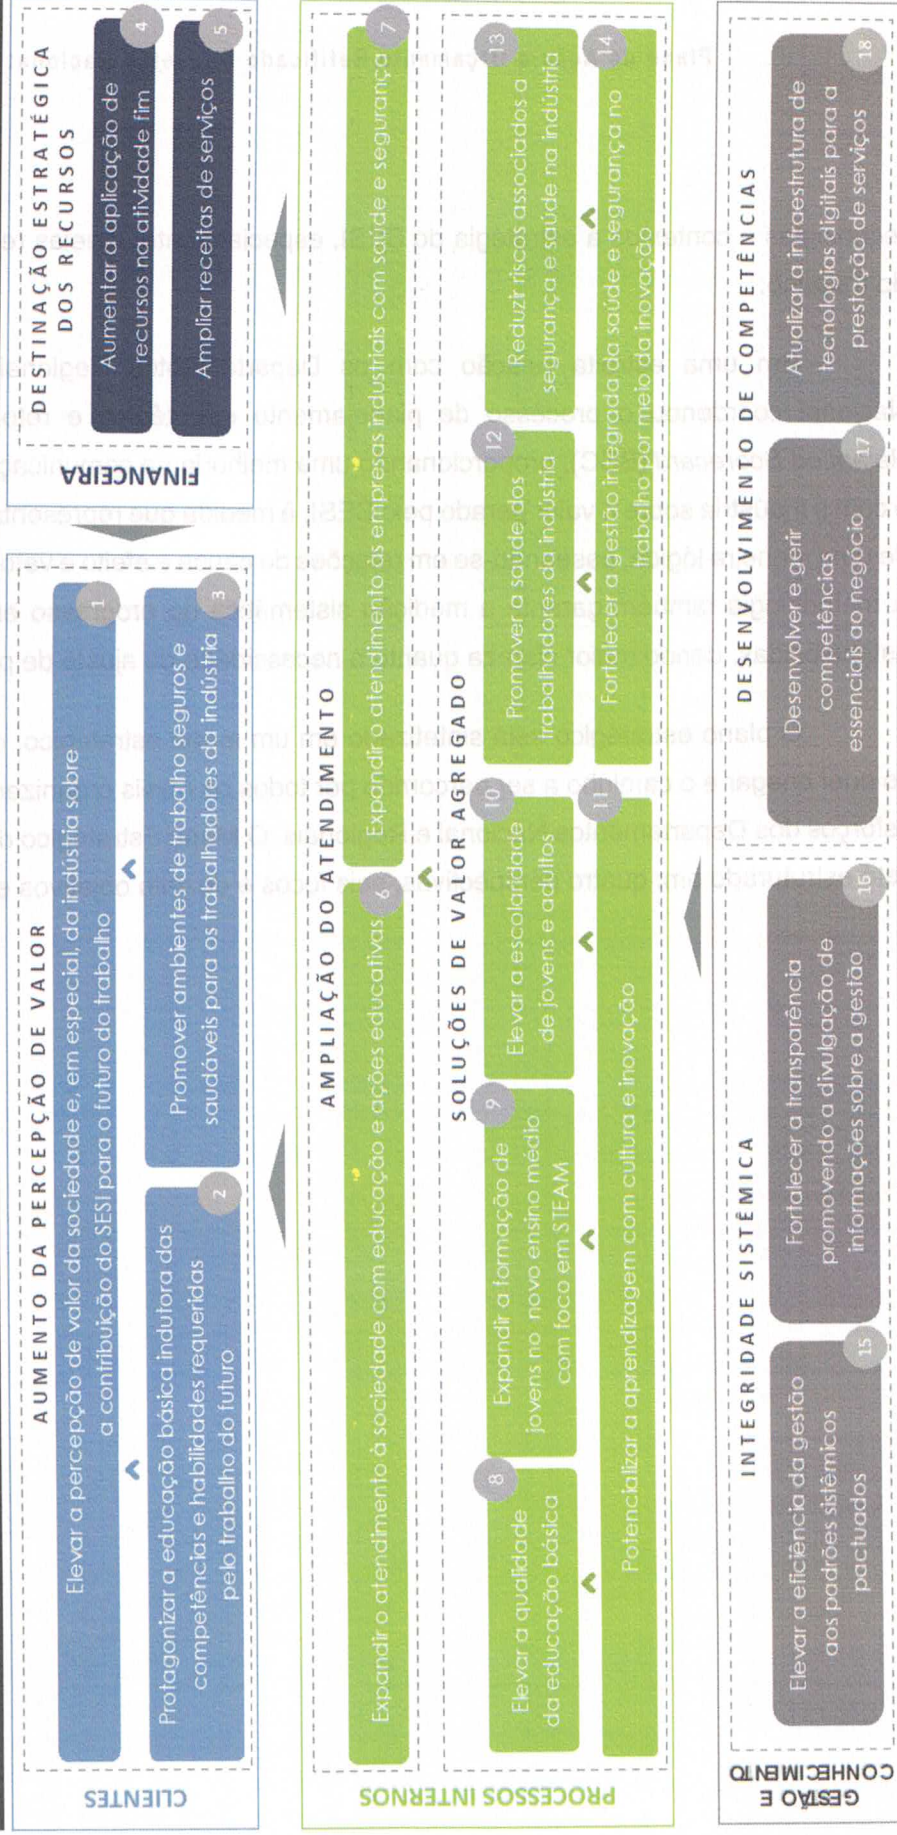 CLIENTES
AUMENTO DA PERCEPÇÃO DE VALOR
Elevar a percepção de valor da sociedade e, em especial, da indústria sobre
a contribuição do SESI para o futuro do trabalho
1
Protagonizar a educação básica indutora das
competências e habilidades requeridas
pelo trabalho do futuro
2
Promover ambientes de trabalho seguros e
saudáveis para os trabalhadores da indústria
3
FINANCEIRA
DESTINAÇÃO ESTRATÉGICA
DOS RECURSOS
Aumentar a aplicação de
recursos na atividade fim
4
Ampliar receitas de serviços
5
PROCESSOS INTERNOS
AMPLIAÇÃO DO ATENDIMENTO
Expandir o atendimento à sociedade com educação e ações educativas
6
Expandir o atendimento às empresas industriais com saúde e segurança
7
SOLUÇÕES DE VALOR AGREGADO
Elevar a qualidade
da educação básica
8
Expandir a formação de
jovens no novo ensino médio
com foco em STEAM
9
Elevar a escolaridade
de jovens e adultos
10
Potencializar a aprendizagem com cultura e inovação
11
Promover a saúde dos
trabalhadores da indústria
12
Reduzir riscos associados a
segurança e saúde na indústria
13
Fortalecer a gestão integrada da saúde e segurança no
trabalho por meio da inovação
14
GESTÃO E
CONHECIMENTO
INTEGRIDADE SISTÊMICA
Elevar a eficiência da gestão
aos padrões sistêmicos
pactuados
15
Fortalecer a transparência
promovendo a divulgação de
informações sobre a gestão
16
DESENVOLVIMENO DE COMPETÊNCIAS
Desenvolver e gerir
competências
essenciais ao negócio
17
Atualizar a infraestrutura de
tecnologias digitais para a
prestação de serviços
18